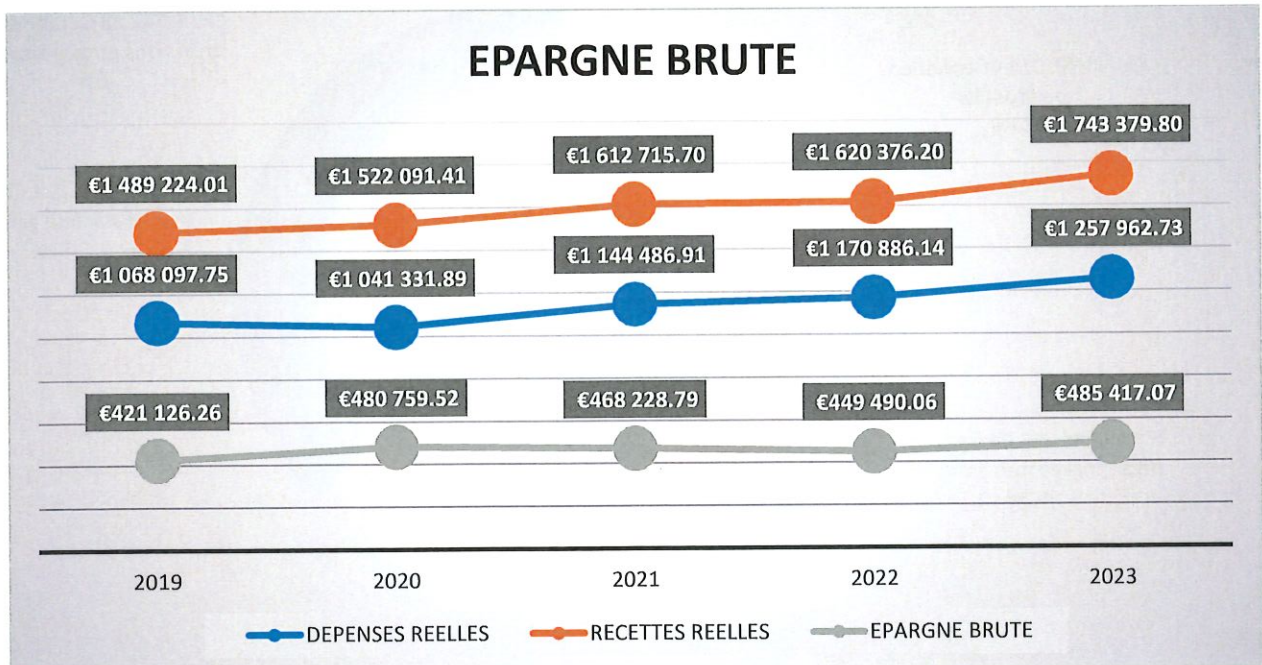 EPARGNE BRUTE
€1 743 379.80
€1 612 715.70
€1 620 376.20
€1 522 091.41
€1 489 224.01
€1 257 962.73
€1 170 886.14
€1 144 486.91
€1 068 097.75
€1 041 331.89
€485 417.07
€480 759.52
€468 228.79
€449 490.06
€421 126.26
2019 2020 2021 2022 2023
DEPENSES REELLES RECETTES REELLES EPARGNE BRUTE